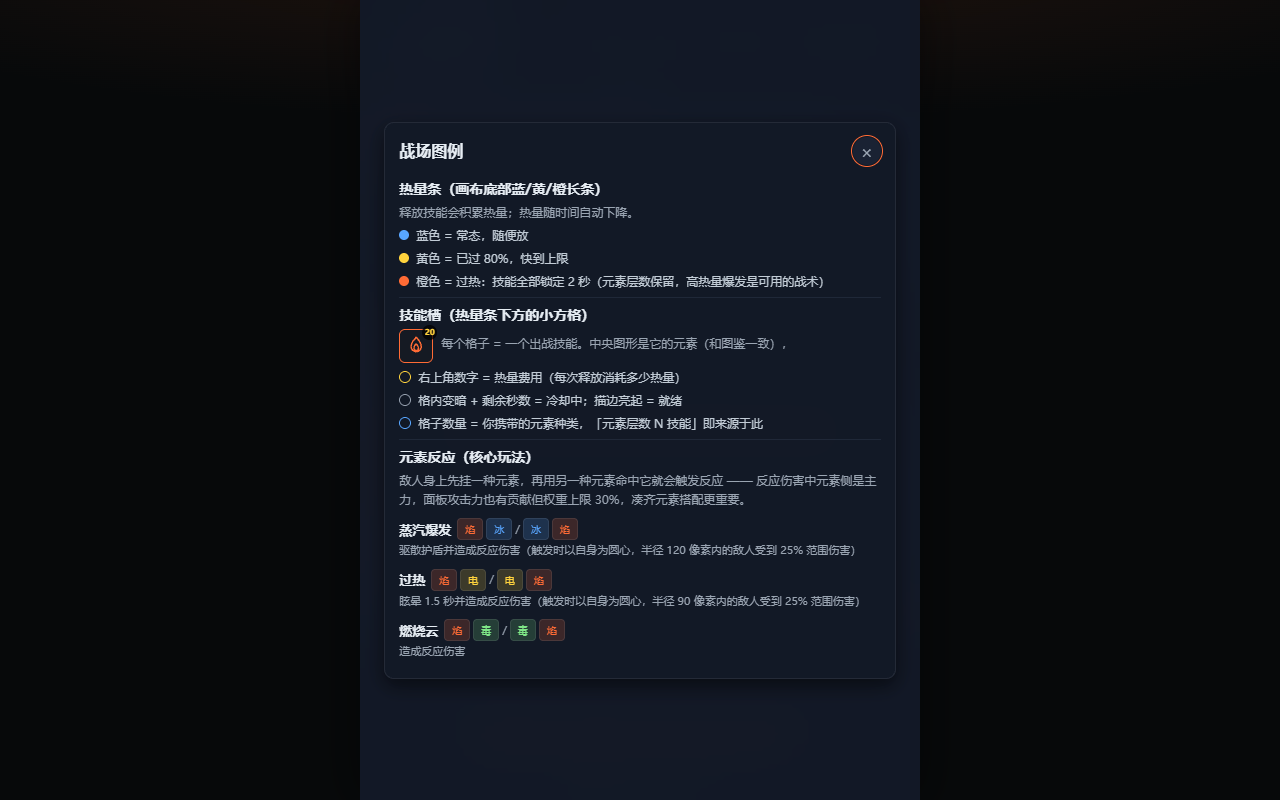 战场图例
×
热量条（画布底部蓝/黄/橙长条）
释放技能会积累热量；热量随时间自动下降。
蓝色 = 常态，随便放
黄色 = 已过 80%，快到上限
橙色 = 过热：技能全部锁定 2 秒（元素层数保留，高热量爆发是可用的战术）
技能槽（热量条下方的小方格）
20
每个格子 = 一个出战技能。中央图形是它的元素（和图鉴一致），
右上角数字 = 热量费用（每次释放消耗多少热量）
格内变暗 + 剩余秒数 = 冷却中；描边亮起 = 就绪
格子数量 = 你携带的元素种类，「元素层数 N 技能」即来源于此
元素反应（核心玩法）
敌人身上先挂一种元素，再用另一种元素命中它就会触发反应 —— 反应伤害中元素侧是主
力，面板攻击力也有贡献但权重上限 30%，凑齐元素搭配更重要。
蒸汽爆发 焰 冰 / 冰 焰
驱散护盾并造成反应伤害（触发时以自身为圆心，半径 120 像素内的敌人受到 25% 范围伤害）
过热 焰 电 / 电 焰
眩晕 1.5 秒并造成反应伤害（触发时以自身为圆心，半径 90 像素内的敌人受到 25% 范围伤害）
燃烧云 焰 毒 / 毒 焰
造成反应伤害